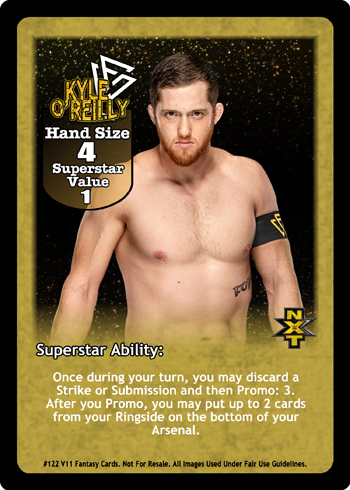 KYLE
O'REILLY
Hand Size
4
Superstar
Value
1
NXT
Superstar Ability:
Once during your turn, you may discard a
Strike or Submission and then Promo: 3.
After you Promo, you may put up to 2 cards
from your Ringside on the bottom of your
Arsenal.
#122 V11 Fantasy Cards. Not For Resale. All Images Used Under Fair Use Guidelines.